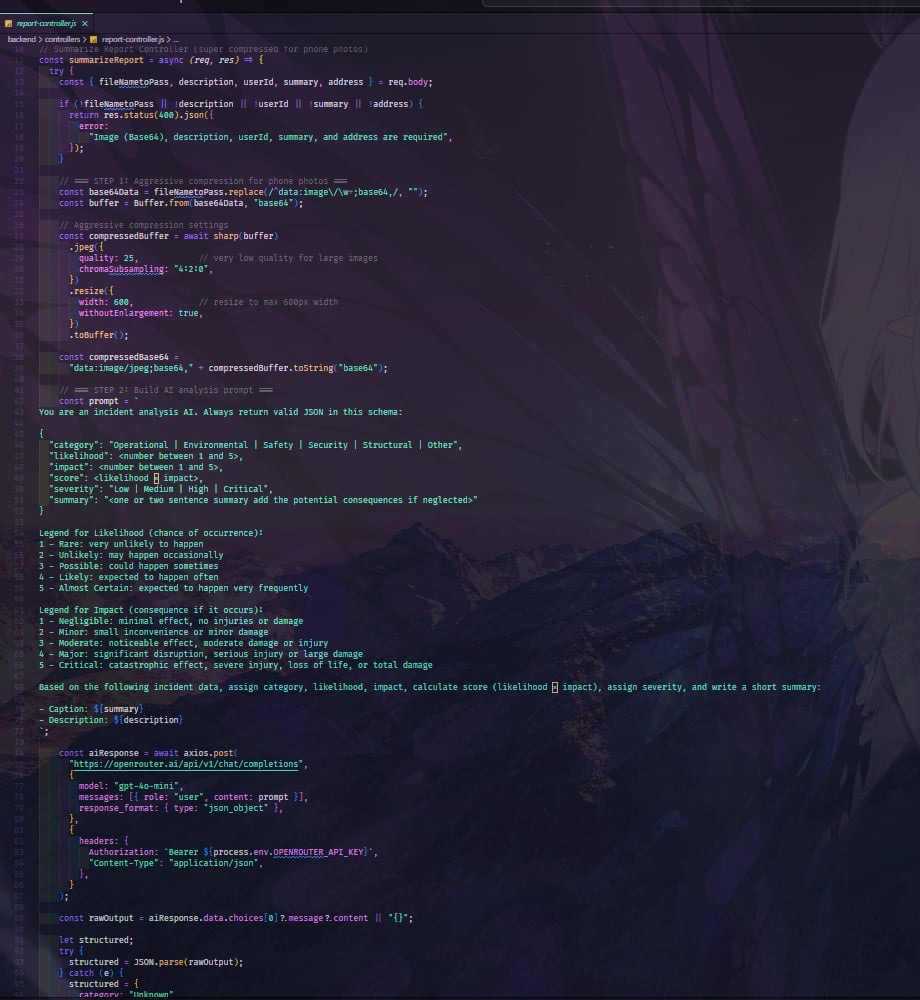 report-controller.js ×
backend > controllers > report-controller.js > ...
// Summarize Report Controller (super compressed for phone photos)
const summarizeReport = async (req, res) => {
try {
const { fileNametoPass, description, userId, summary, address } = req.body;
if (!fileNametoPass || !description || !userId || !summary || !address) {
return res.status(400).json({
error:
"Image (Base64), description, userId, summary, and address are required",
});
}
// === STEP 1: Aggressive compression for phone photos ===
const base64Data = fileNametoPass.replace(/^data:image\/\w+;base64,/, "");
const buffer = Buffer.from(base64Data, "base64");
// Aggressive compression settings
const compressedBuffer = await sharp(buffer)
.jpeg({
quality: 25, // very low quality for large images
chromaSubsampling: "4:2:0",
})
.resize({
width: 600, // resize to max 600px width
withoutEnlargement: true,
})
.toBuffer();
const compressedBase64 =
"data:image/jpeg;base64," + compressedBuffer.toString("base64");
// === STEP 2: Build AI analysis prompt ===
const prompt = `
You are an incident analysis AI. Always return valid JSON in this schema:
{
"category": "Operational | Environmental | Safety | Security | Structural | Other",
"likelihood": <number between 1 and 5>,
"impact": <number between 1 and 5>,
"score": <likelihood × impact>,
"severity": "Low | Medium | High | Critical",
"summary": "<one or two sentence summary add the potential consequences if neglected>"
}
Legend for Likelihood (chance of occurrence):
1 - Rare: very unlikely to happen
2 - Unlikely: may happen occasionally
3 - Possible: could happen sometimes
4 - Likely: expected to happen often
5 - Almost Certain: expected to happen very frequently
Legend for Impact (consequence if it occurs):
1 - Negligible: minimal effect, no injuries or damage
2 - Minor: small inconvenience or minor damage
3 - Moderate: noticeable effect, moderate damage or injury
4 - Major: significant disruption, serious injury or large damage
5 - Critical: catastrophic effect, severe injury, loss of life, or total damage
Based on the following incident data, assign category, likelihood, impact, calculate score (likelihood × impact), assign severity, and write a short summary:
- Caption: ${summary}
- Description: ${description}
`;
const aiResponse = await axios.post(
"https://openrouter.ai/api/v1/chat/completions",
{
model: "gpt-4o-mini",
messages: [{ role: "user", content: prompt }],
response_format: { type: "json_object" },
},
{
headers: {
Authorization: `Bearer ${process.env.OPENROUTER_API_KEY}`,
"Content-Type": "application/json",
},
}
);
const rawOutput = aiResponse.data.choices[0]?.message?.content || "{}";
let structured;
try {
structured = JSON.parse(rawOutput);
} catch (e) {
structured = {
category: "Unknown"